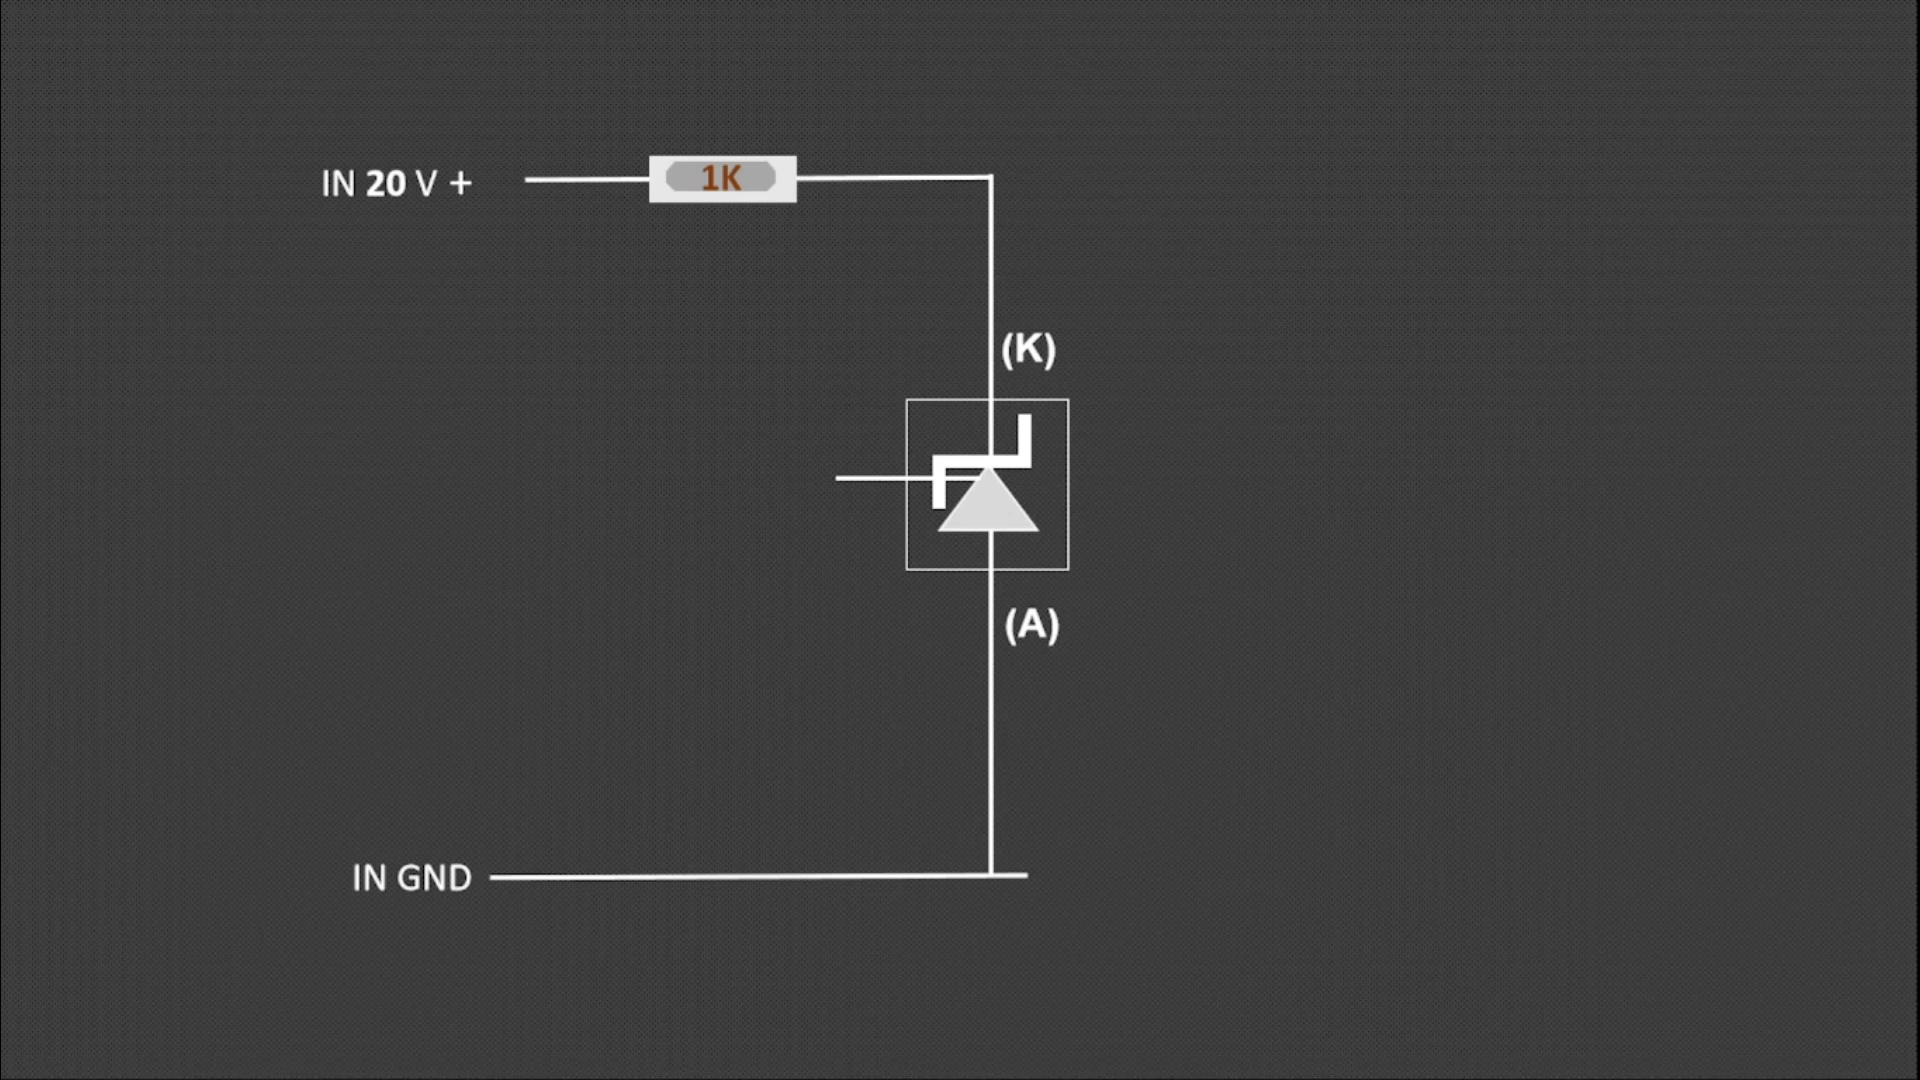 IN 20 V +
1K
(K)
(A)
IN GND